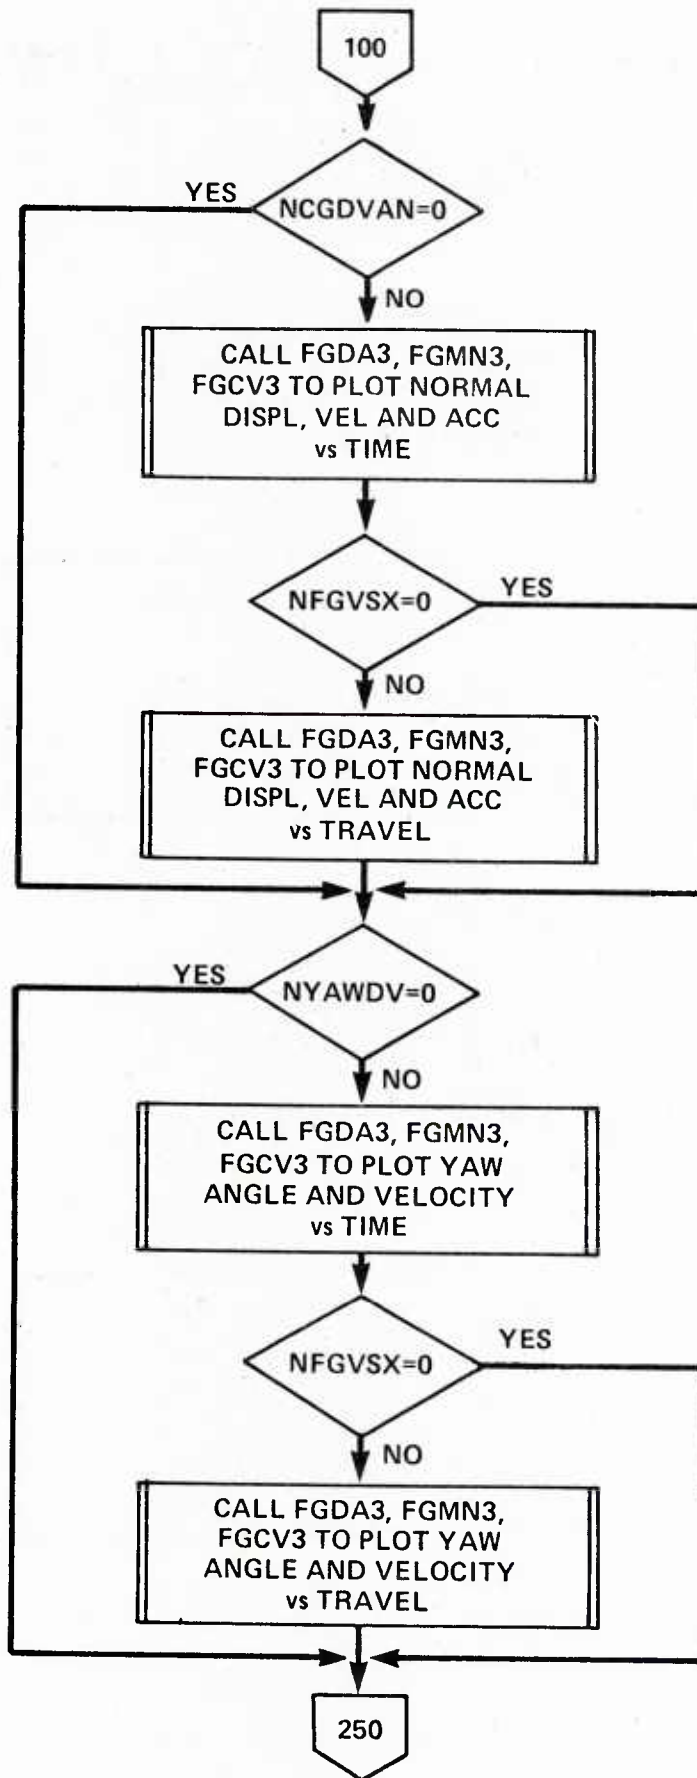 100
YES
NCGDVAN=0
NO
CALL FGDA3, FGMN3,
FGCV3 TO PLOT NORMAL
DISPL, VEL AND ACC
vs TIME
NFGVSX=0
YES
NO
CALL FGDA3, FGMN3,
FGCV3 TO PLOT NORMAL
DISPL, VEL AND ACC
vs TRAVEL
YES
NYAWDV=0
NO
CALL FGDA3, FGMN3,
FGCV3 TO PLOT YAW
ANGLE AND VELOCITY
vs TIME
YES
NFGVSX=0
NO
CALL FGDA3, FGMN3,
FGCV3 TO PLOT YAW
ANGLE AND VELOCITY
vs TRAVEL
250